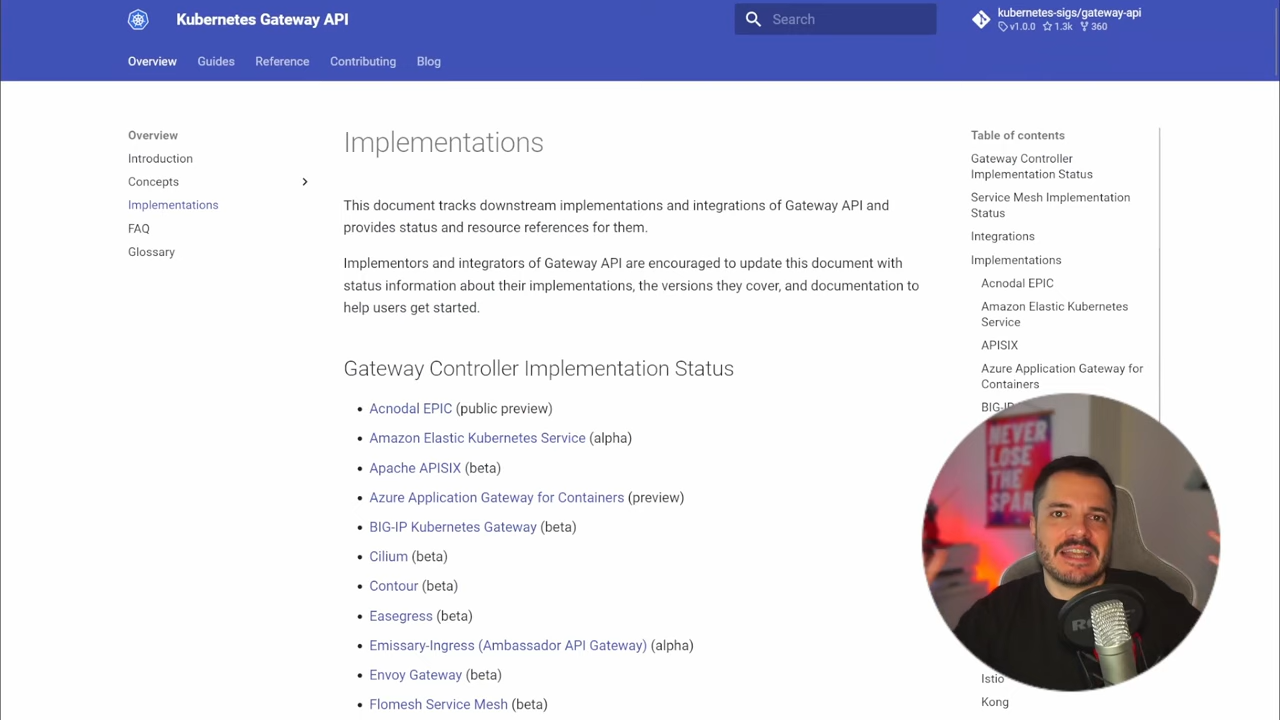 Kubernetes Gateway API
Search
kubernetes-sigs/gateway-api
v1.0.0 1.3k 360
Overview Guides Reference Contributing Blog
Overview
Introduction
Concepts
Implementations
FAQ
Glossary
Implementations
This document tracks downstream implementations and integrations of Gateway API and
provides status and resource references for them.
Implementors and integrators of Gateway API are encouraged to update this document with
status information about their implementations, the versions they cover, and documentation to
help users get started.
Gateway Controller Implementation Status
Acnodal EPIC (public preview)
Amazon Elastic Kubernetes Service (alpha)
Apache APISIX (beta)
Azure Application Gateway for Containers (preview)
BIG-IP Kubernetes Gateway (beta)
Cilium (beta)
Contour (beta)
Easegress (beta)
Emissary-Ingress (Ambassador API Gateway) (alpha)
Envoy Gateway (beta)
Flomesh Service Mesh (beta)
Table of contents
Gateway Controller
Implementation Status
Service Mesh Implementation
Status
Integrations
Implementations
Acnodal EPIC
Amazon Elastic Kubernetes
Service
APISIX
Azure Application Gateway for
Containers
BIG-IP
NEVER
LOSE
THE
SPAR
Istio
Kong